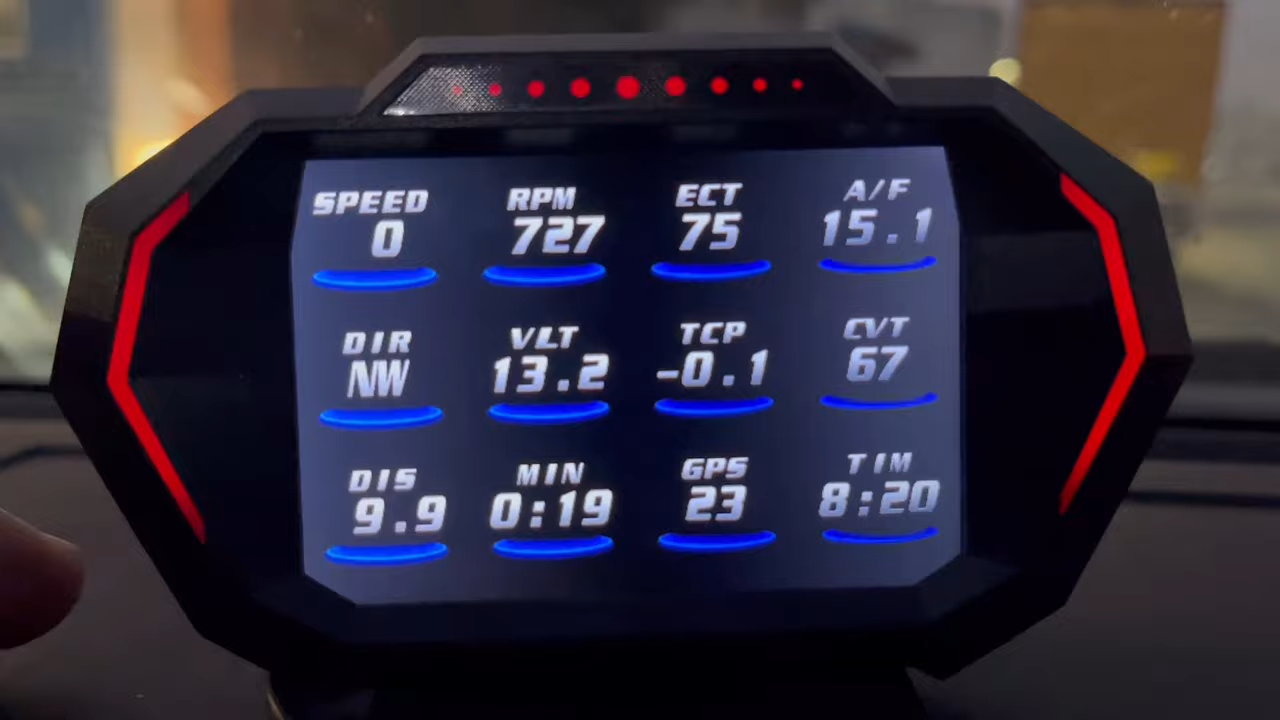 SPEED RPM ECT A/F
0 727 75 15.1
DIR VLT TCP CVT
NW 13.2 -0.1 67
DIS MIN GPS TIM
9.9 0:19 23 8:20